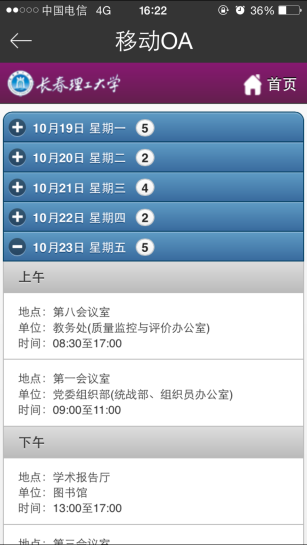 中国电信 4G 16:22 36%
移动OA
长春理工大学 首页
10月19日 星期一 5
10月20日 星期二 2
10月21日 星期三 4
10月22日 星期四 2
10月23日 星期五 5
上午
地点：第八会议室
单位：教务处(质量监控与评价办公室)
时间：08:30至17:00
地点：第一会议室
单位：党委组织部(统战部、组织员办公室)
时间：09:00至11:00
下午
地点：学术报告厅
单位：图书馆
时间：13:00至17:00
地点：第三会议室